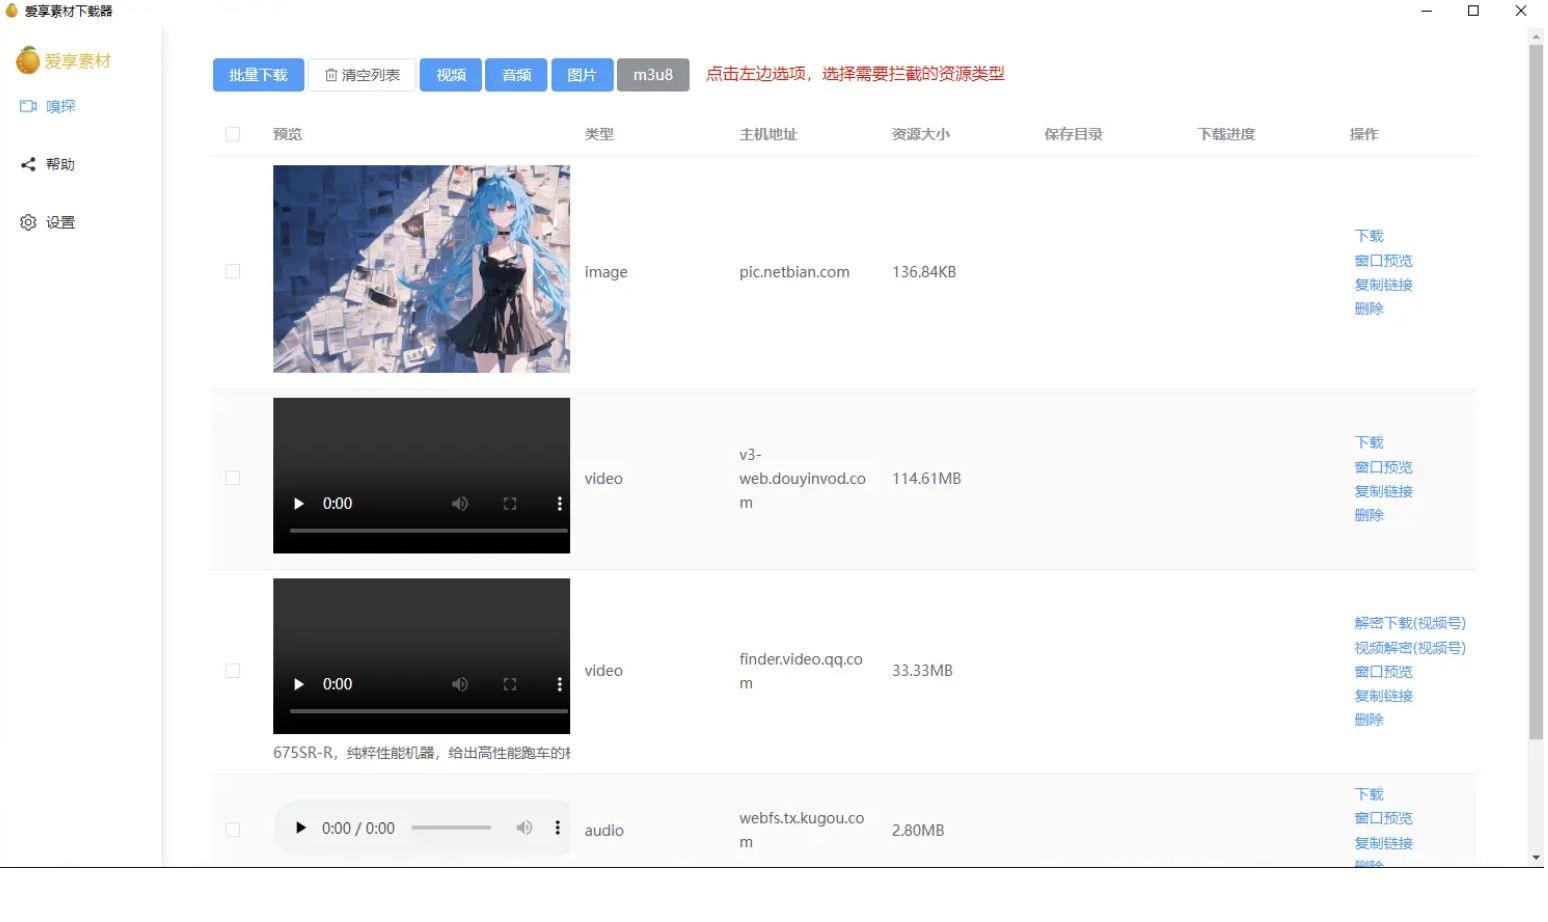 爱享素材下载器
爱享素材
嗅探
帮助
设置
批量下载 清空列表 视频 音频 图片 m3u8 点击左边选项，选择需要拦截的资源类型
预览 类型 主机地址 资源大小 保存目录 下载进度 操作
image pic.netbian.com 136.84KB
下载
窗口预览
复制链接
删除
0:00
video
v3-
web.douyinvod.co
m
114.61MB
下载
窗口预览
复制链接
删除
0:00
675SR-R，纯粹性能机器，给出高性能跑车的
video
finder.video.qq.co
m
33.33MB
解密下载(视频号)
视频解密(视频号)
窗口预览
复制链接
删除
0:00 / 0:00
audio
webfs.tx.kugou.co
m
2.80MB
下载
窗口预览
复制链接